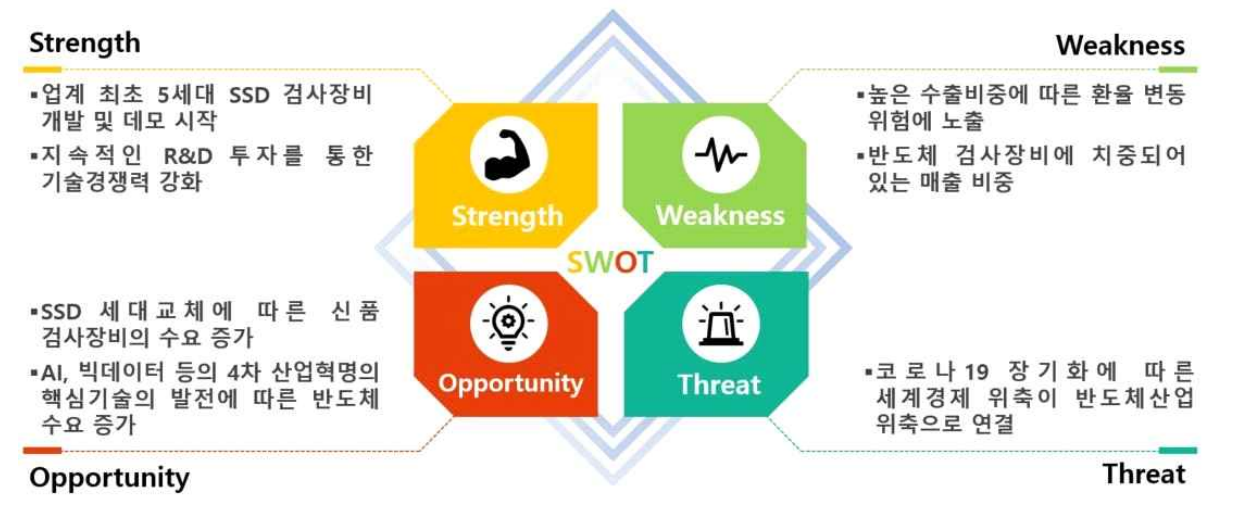 Strength
▪업계 최초 5세대 SSD 검사장비
개발 및 데모 시작
▪지속적인 R&D 투자를 통한
기술경쟁력 강화
Weakness
▪높은 수출비중에 따른 환율 변동
위험에 노출
▪반도체 검사장비에 치중되어
있는 매출 비중
Strength
Weakness
SWOT
Opportunity
Threat
▪SSD 세대교체에 따른 신품
검사장비의 수요 증가
▪AI, 빅데이터 등의 4차 산업혁명의
핵심기술의 발전에 따른 반도체
수요 증가
Opportunity
▪코로나19 장기화에 따른
세계경제 위축이 반도체산업
위축으로 연결
Threat